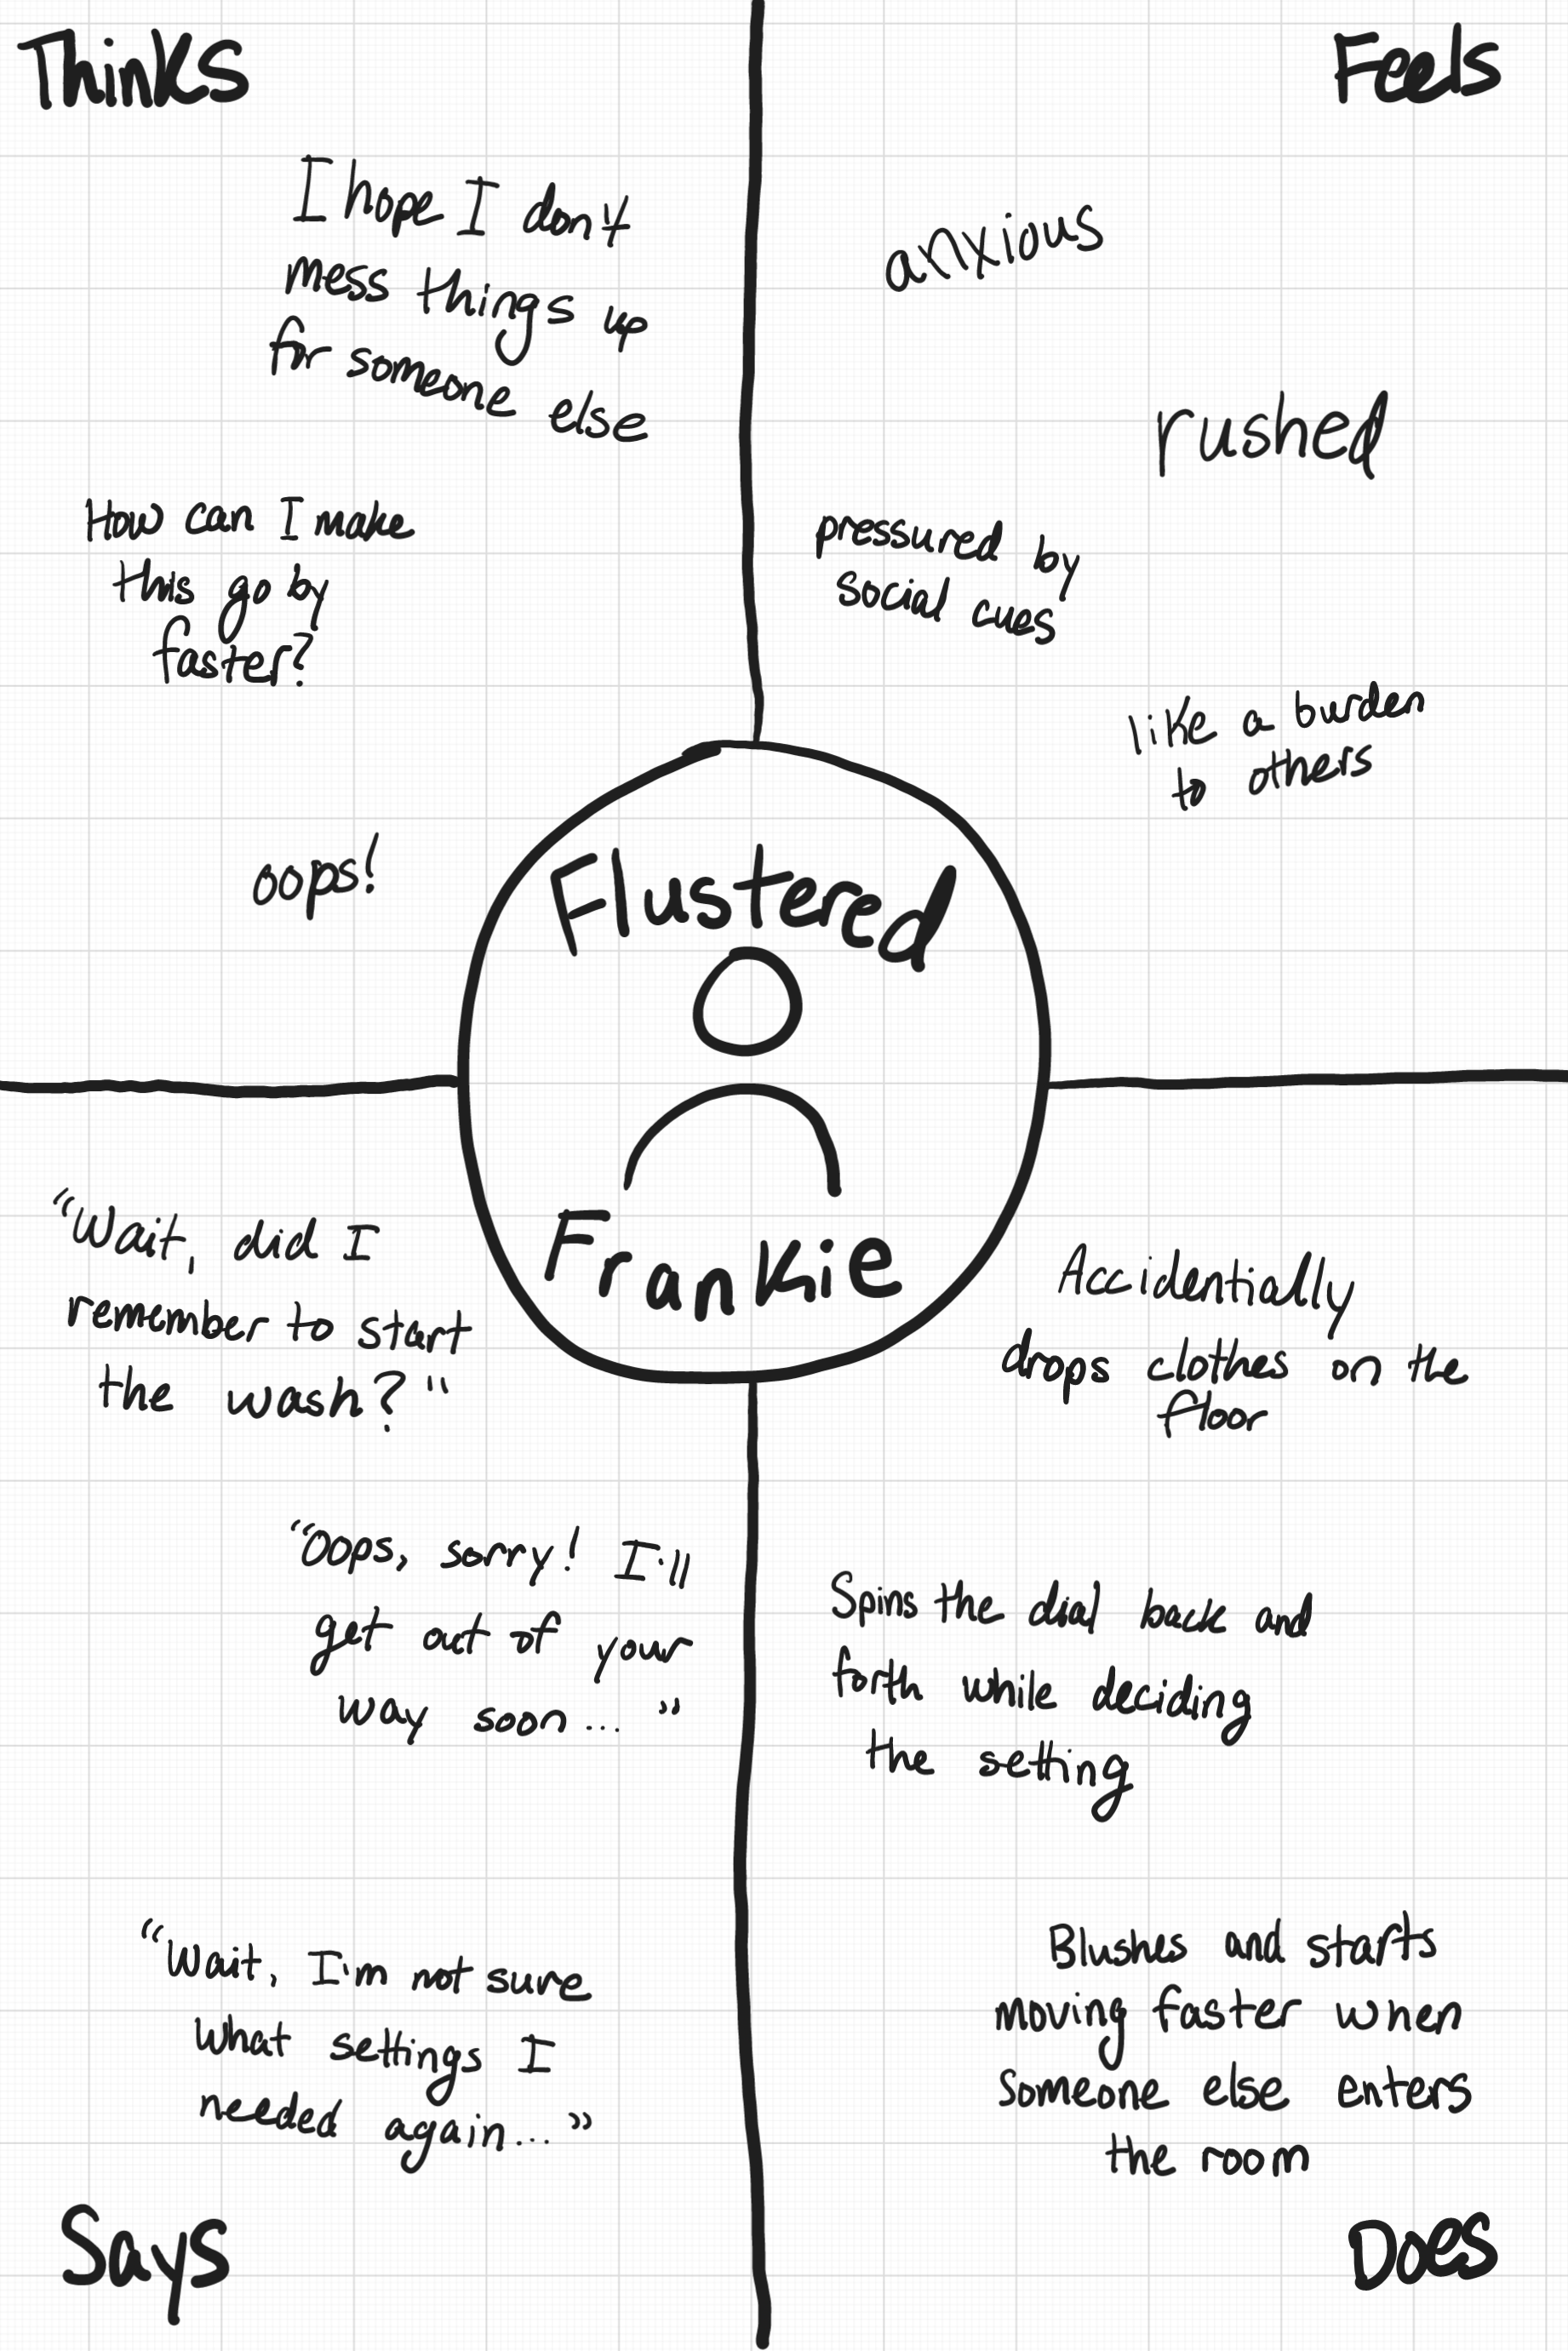 Thinks
I hope I don't
mess things up
for someone else
How can I make
this go by
faster?
oops!
Feels
anxious
rushed
pressured by
social cues
like a burden
to others
Flustered
Frankie
"Wait, did I
remember to start
the wash?"
"Oops, sorry! I'll
get out of your
way soon... "
"Wait, I'm not sure
what settings I
needed again... "
Says
Accidentially
drops clothes on the
floor
Spins the dial back and
forth while deciding
the setting
Blushes and starts
moving faster when
someone else enters
the room
Does